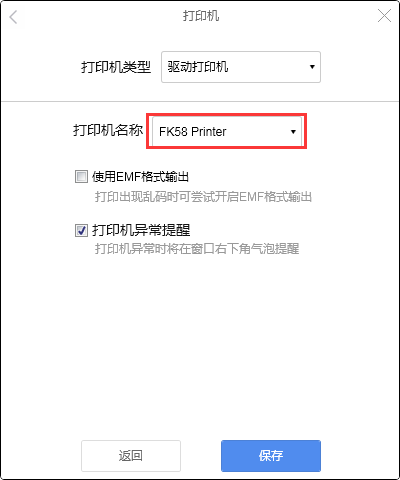 打印机
打印机类型 驱动打印机
打印机名称 FK58 Printer
使用EMF格式输出
打印出现乱码时可尝试开启EMF格式输出
打印机异常提醒
打印机异常时将在窗口右下角气泡提醒
返回 保存